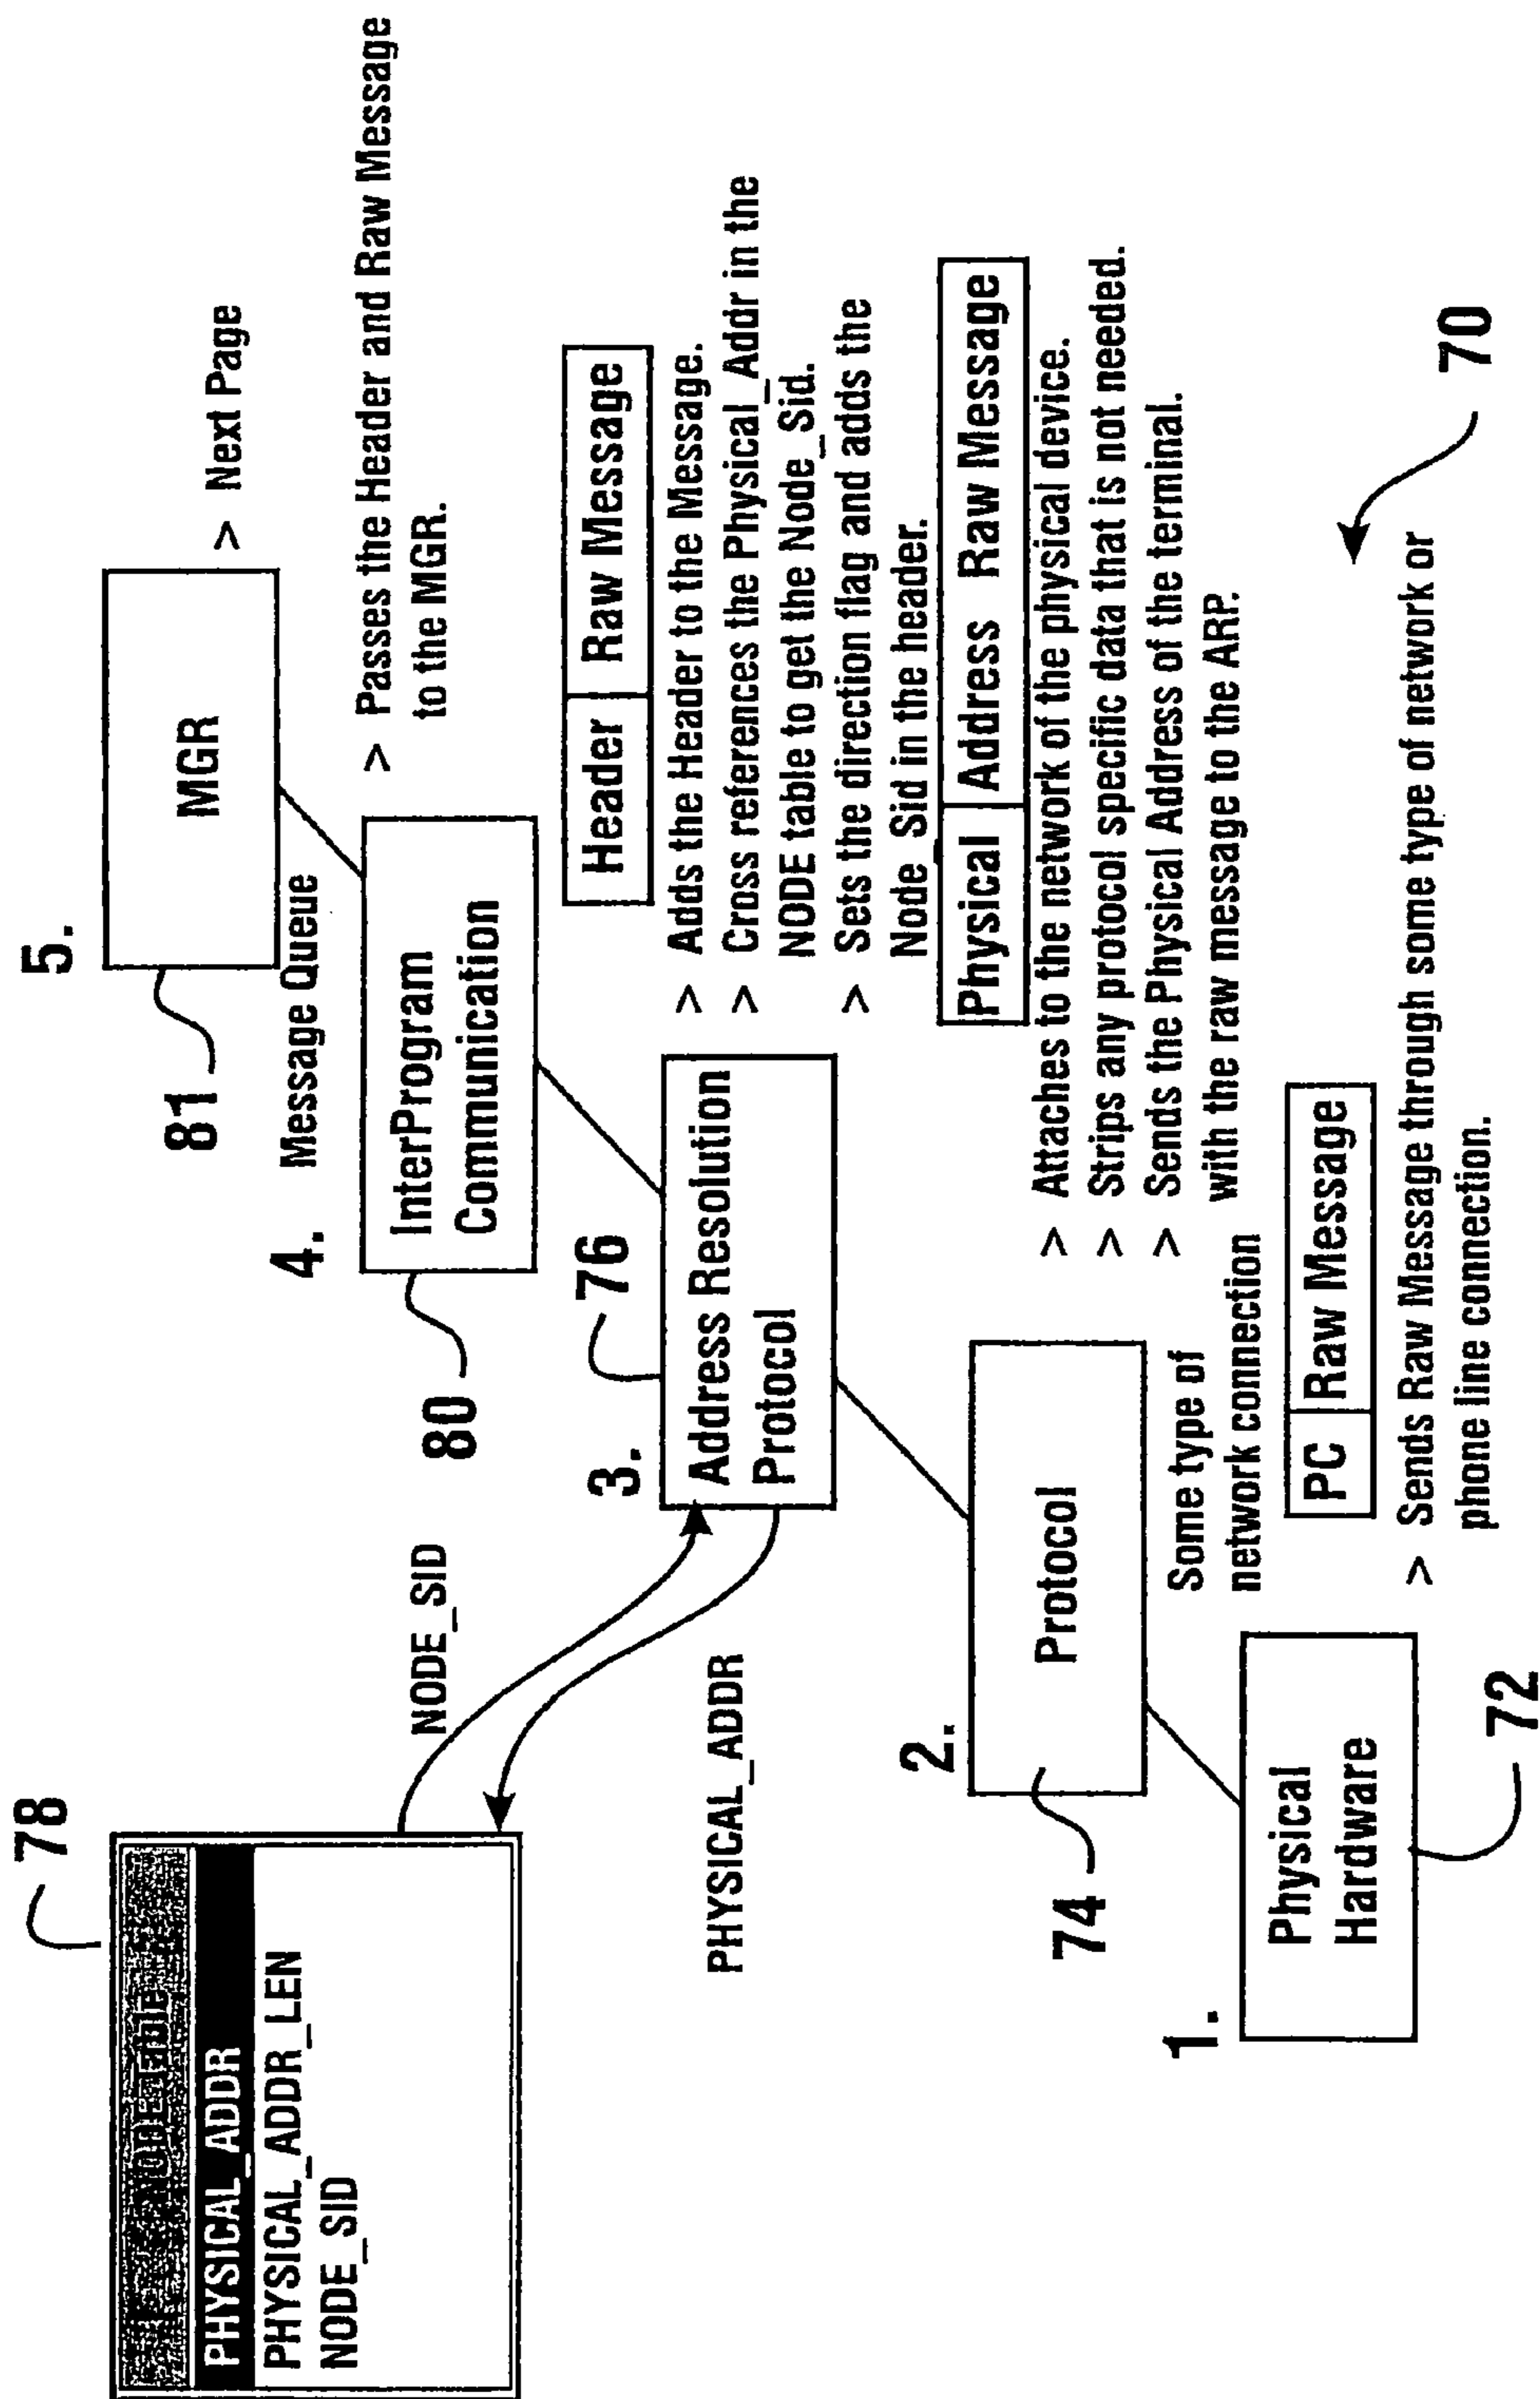 78
NODE Table
PHYSICAL_ADDR
PHYSICAL_ADDR_LEN
NODE_SID
NODE_SID
PHYSICAL_ADDR
5.
MGR
> Next Page
81
4. Message Queue
InterProgram
Communication
> Passes the Header and Raw Message
to the MGR.
80
Header Raw Message
3.
76
Address Resolution
Protocol
> Adds the Header to the Message.
> Cross references the Physical_Addr in the
NODE table to get the Node_Sid.
> Sets the direction flag and adds the
Node_Sid in the header.
Physical Address Raw Message
2.
Protocol
74
> Attaches to the network of the physical device.
> Strips any protocol specific data that is not needed.
> Sends the Physical Address of the terminal.
with the raw message to the ARP.
Some type of
network connection
PC Raw Message
1.
Physical
Hardware
72
> Sends Raw Message through some type of network or
phone line connection.
70